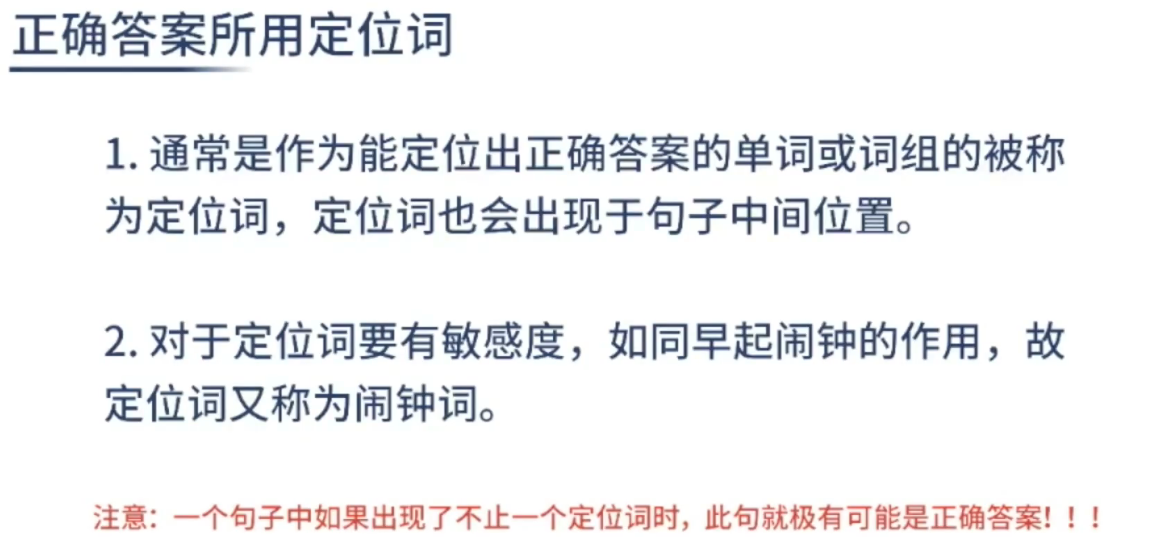 正确答案所用定位词
1. 通常是作为能定位出正确答案的单词或词组的被称
为定位词，定位词也会出现于句子中间位置。
2. 对于定位词要有敏感度，如同早起闹钟的作用，故
定位词又称为闹钟词。
注意：一个句子中如果出现了不止一个定位词时，此句就极有可能是正确答案！！！